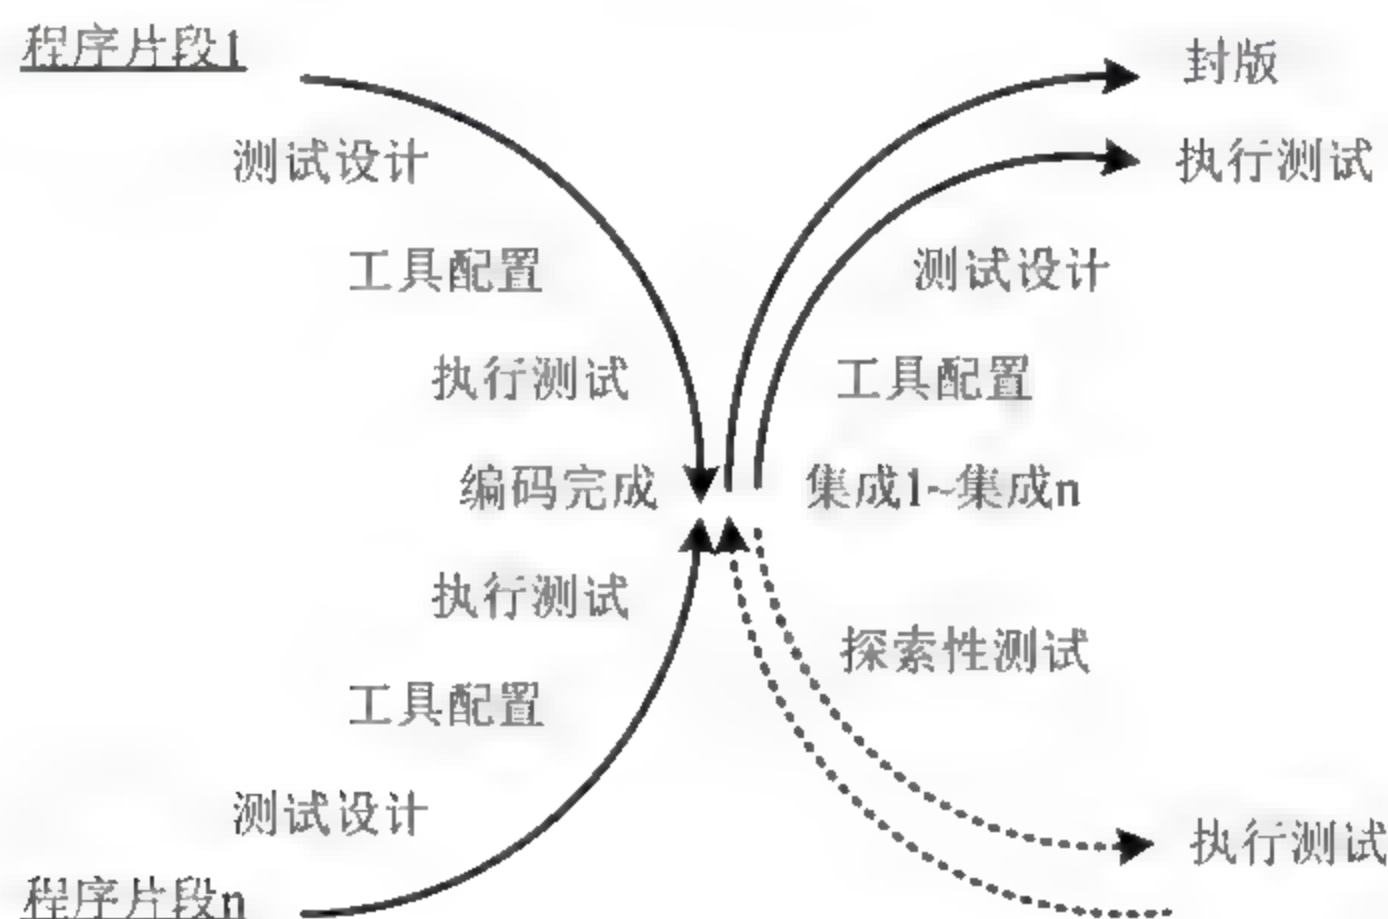 程序片段1
封版
测试设计
执行测试
工具配置
测试设计
执行测试
工具配置
编码完成
集成1~集成n
执行测试
探索性测试
工具配置
测试设计
执行测试
程序片段n